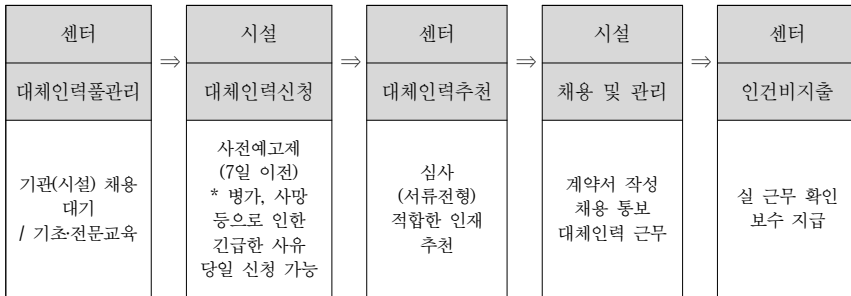 센터
대체인력풀관리
기관(시설) 채용
대기
/ 기초·전문교육
⇒
시설
대체인력신청
사전예고제
(7일 이전)
* 병가, 사망
등으로 인한
긴급한 사유
당일 신청 가능
⇒
센터
대체인력추천
심사
(서류전형)
적합한 인재
추천
⇒
시설
채용 및 관리
계약서 작성
채용 통보
대체인력 근무
⇒
센터
인건비지출
실 근무 확인
보수 지급